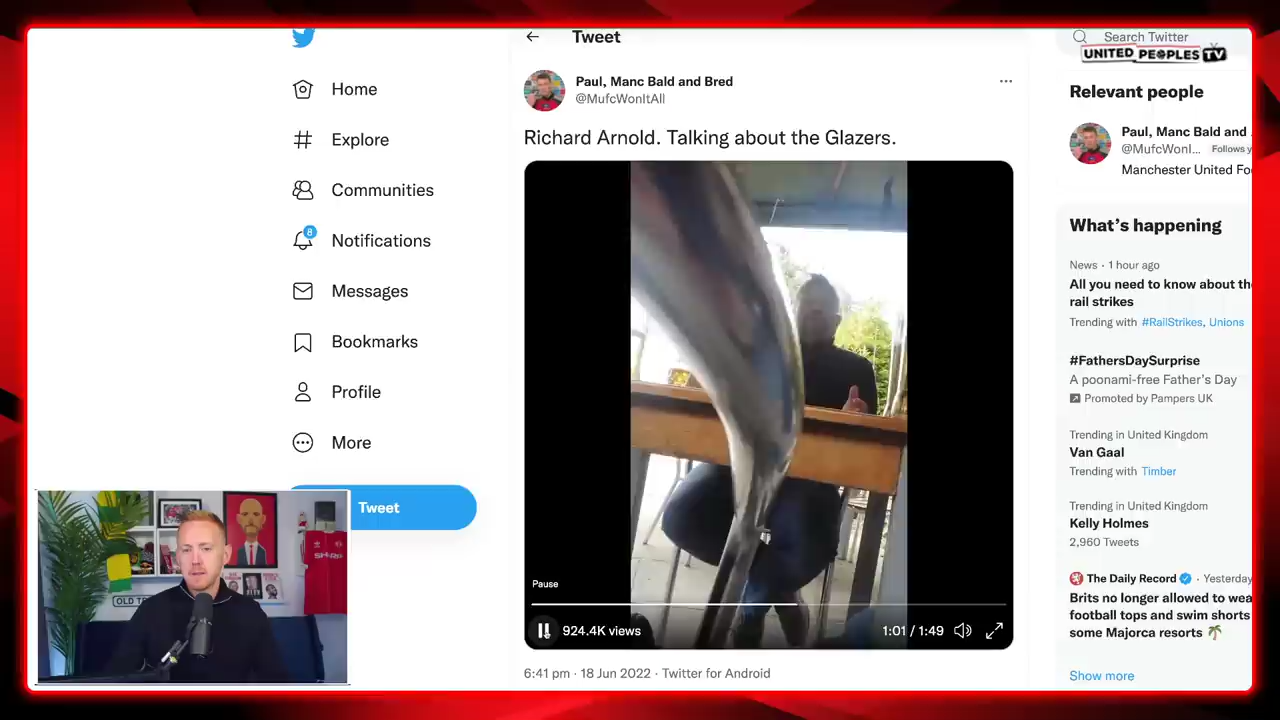 Tweet
Search Twitter
UNITED PEOPLES TV
Home
Explore
Communities
8
Notifications
Messages
Bookmarks
Profile
More
Tweet
Paul, Manc Bald and Bred
@MufcWonItAll
Richard Arnold. Talking about the Glazers.
Pause
924.4K views
1:01 / 1:49
6:41 pm · 18 Jun 2022 · Twitter for Android
Relevant people
Paul, Manc Bald and
@MufcWonI... Follows y
Manchester United Fo
What's happening
News · 1 hour ago
All you need to know about th
rail strikes
Trending with #RailStrikes, Unions
#FathersDaySurprise
A poonami-free Father's Day
Promoted by Pampers UK
Trending in United Kingdom
Van Gaal
Trending with Timber
Trending in United Kingdom
Kelly Holmes
2,960 Tweets
The Daily Record · Yesterday
Brits no longer allowed to wea
football tops and swim shorts
some Majorca resorts
Show more